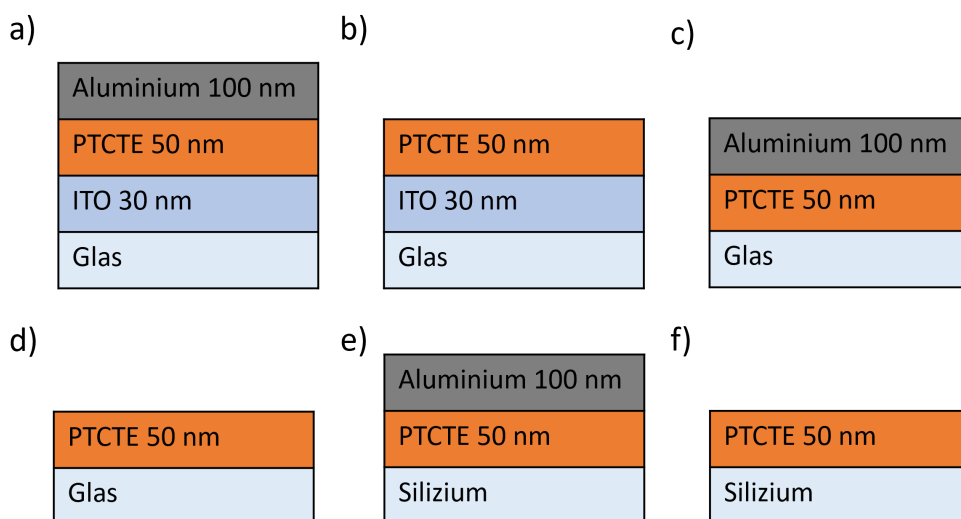 a)
Aluminium 100 nm
PTCTE 50 nm
ITO 30 nm
Glas
b)
PTCTE 50 nm
ITO 30 nm
Glas
c)
Aluminium 100 nm
PTCTE 50 nm
Glas
d)
PTCTE 50 nm
Glas
e)
Aluminium 100 nm
PTCTE 50 nm
Silizium
f)
PTCTE 50 nm
Silizium